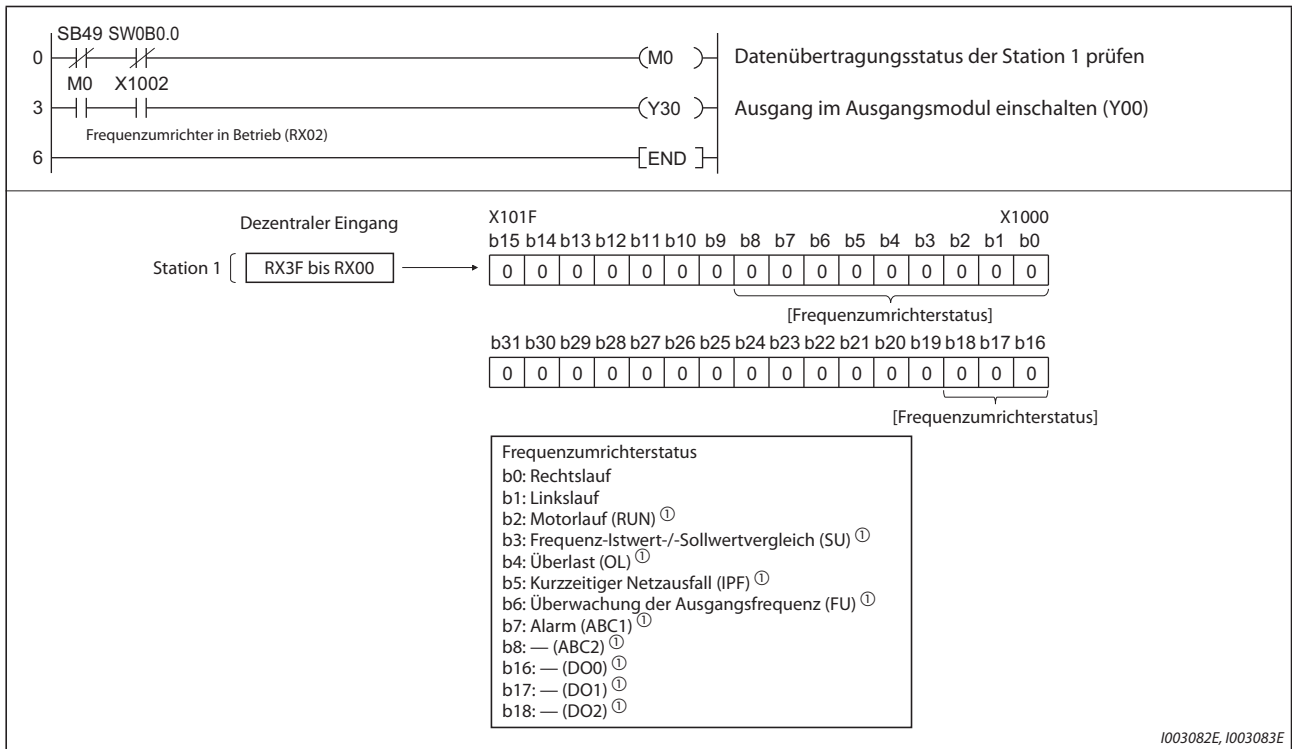 SB49 SW0B0.0
0 (M0 ) Datenübertragungsstatus der Station 1 prüfen
M0 X1002
3 (Y30 ) Ausgang im Ausgangsmodul einschalten (Y00)
Frequenzumrichter in Betrieb (RX02)
6 [END ]
Dezentraler Eingang X101F X1000
b15 b14 b13 b12 b11 b10 b9 b8 b7 b6 b5 b4 b3 b2 b1 b0
Station 1 RX3F bis RX00 0 0 0 0 0 0 0 0 0 0 0 0 0 0 0 0
[Frequenzumrichterstatus]
b31 b30 b29 b28 b27 b26 b25 b24 b23 b22 b21 b20 b19 b18 b17 b16
0 0 0 0 0 0 0 0 0 0 0 0 0 0 0 0
[Frequenzumrichterstatus]
Frequenzumrichterstatus
b0: Rechtslauf
b1: Linkslauf
b2: Motorlauf (RUN) ①
b3: Frequenz-Istwert-/-Sollwertvergleich (SU) ①
b4: Überlast (OL) ①
b5: Kurzzeitiger Netzausfall (IPF) ①
b6: Überwachung der Ausgangsfrequenz (FU) ①
b7: Alarm (ABC1) ①
b8: — (ABC2) ①
b16: — (DO0) ①
b17: — (DO1) ①
b18: — (DO2) ①
I003082E, I003083E